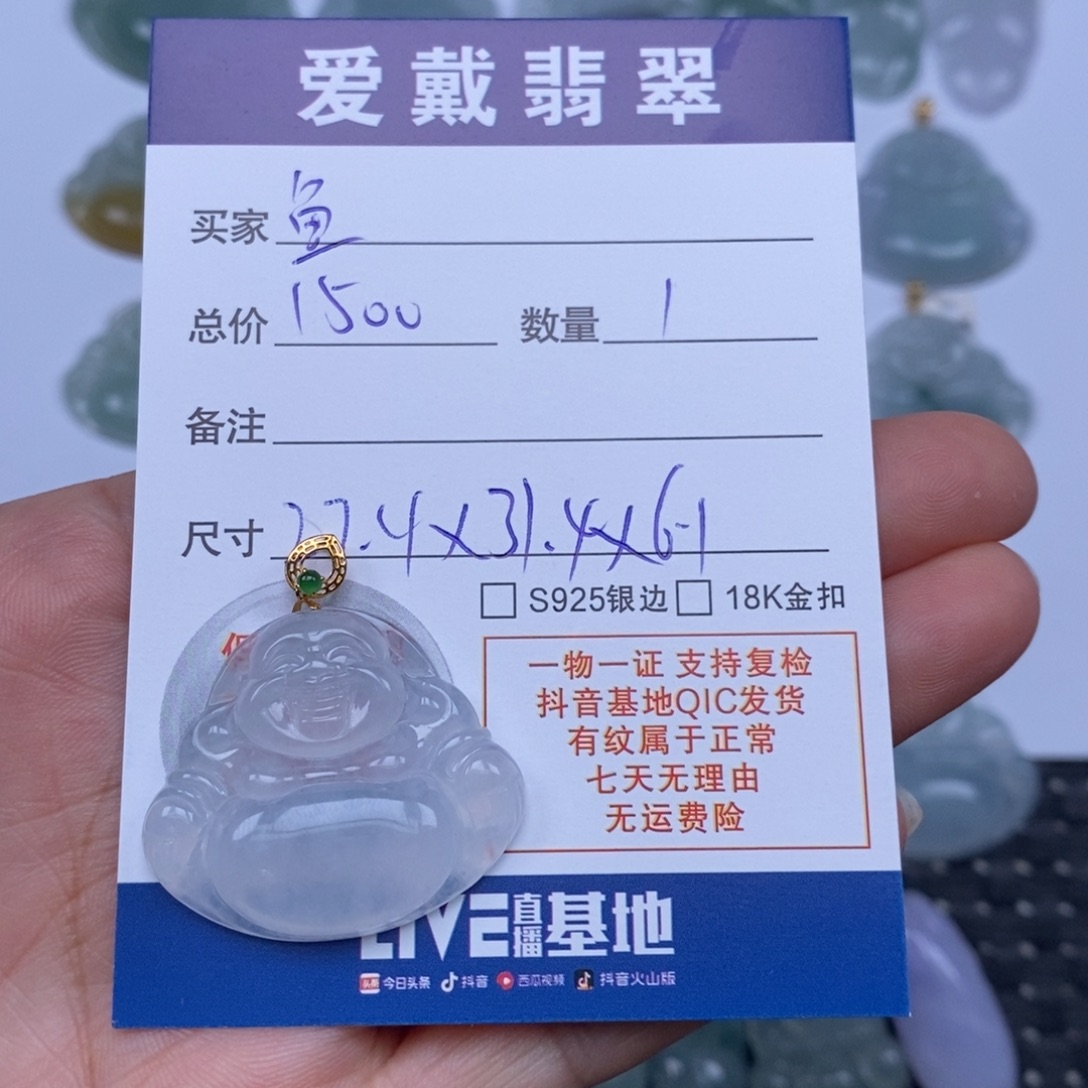 爱戴翡翠
买家 鱼
总价 1500 数量 1
备注
尺寸 27.4x31.4x6.1
S925银边 18K金扣
一物一证 支持复检
抖音基地QIC发货
有纹属于正常
七天无理由
无运费险
LIVE直播基地
头条 今日头条 抖音 西瓜视频 抖音火山版